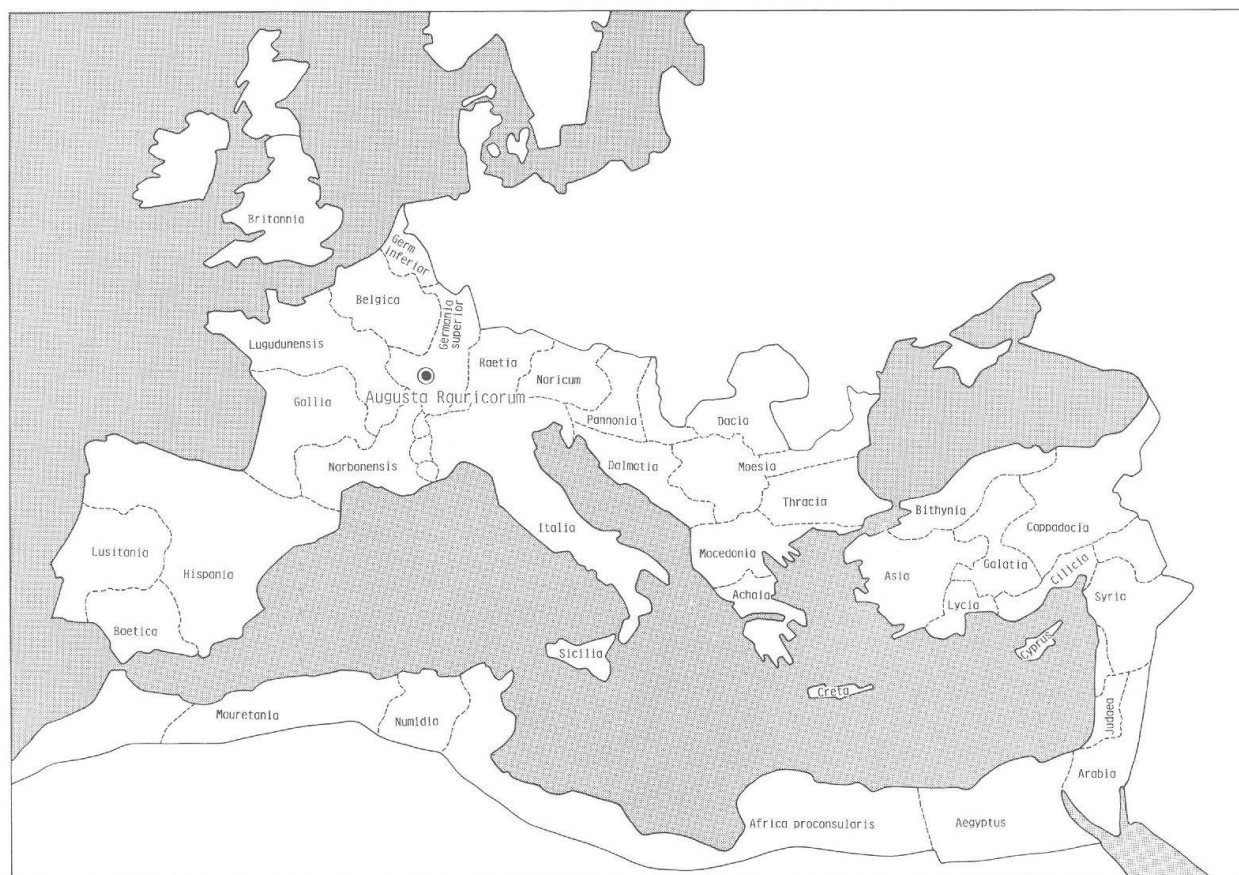 Britannia
Germ
inferior
Belgica
Germania
superior
Lugudunensis
Raetia
Noricum
Gallia
Augusta Rauricorum
Pannonia
Dacia
Narbonensis
Dalmatia
Moesia
Thracia
Bithynia
Italia
Cappadocia
Lusitania
Macedonia
Hispania
Asia
Galatia
Cilicia
Achaia
Lycia
Syria
Baetica
Sicilia
Cyprus
Creta
Mauretania
Numidia
Judaea
Arabia
Africa proconsularis
Aegyptus